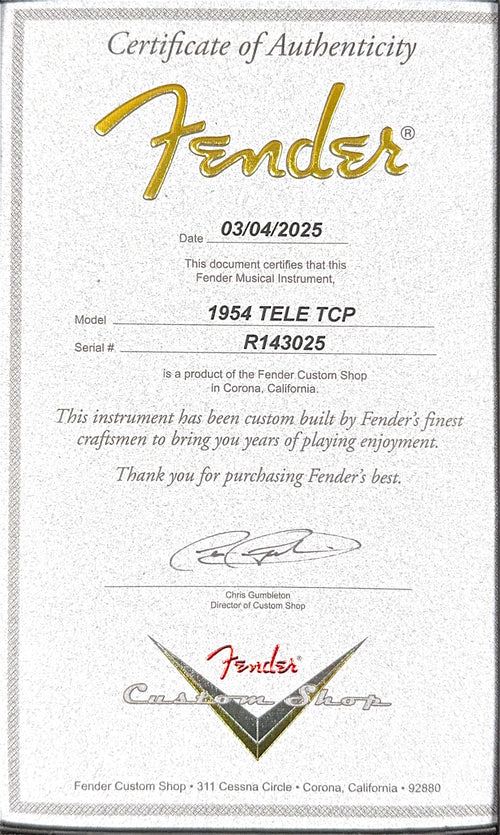 Certificate of Authenticity
Fender®
Date 03/04/2025
This document certifies that this
Fender Musical Instrument,
Model 1954 TELE TCP
Serial # R143025
is a product of the Fender Custom Shop
in Corona, California.
This instrument has been custom built by Fender's finest
craftsmen to bring you years of playing enjoyment.
Thank you for purchasing Fender's best.
Chris Gumbleton
Director of Custom Shop
Fender®
Custom Shop
Fender Custom Shop • 311 Cessna Circle • Corona, California • 92880